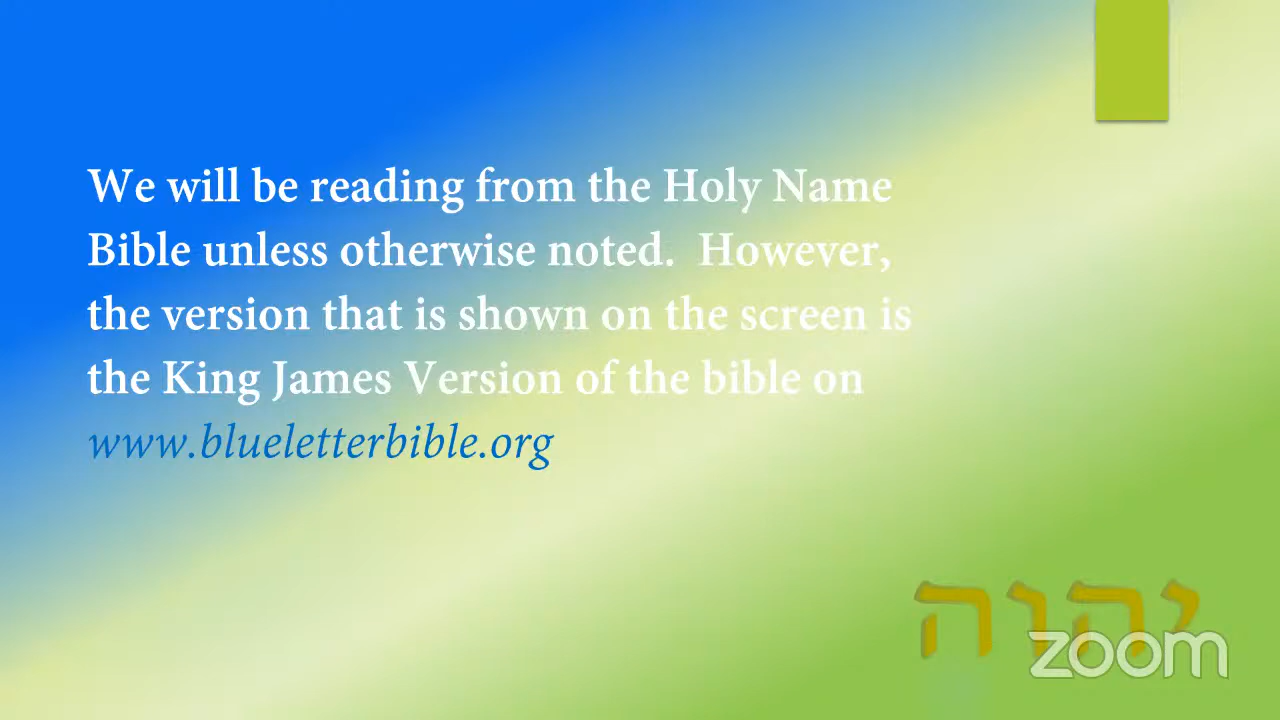 We will be reading from the Holy Name
Bible unless otherwise noted.  However,
the version that is shown on the screen is
the King James Version of the bible on
www.blueletterbible.org
יהוה
zoom